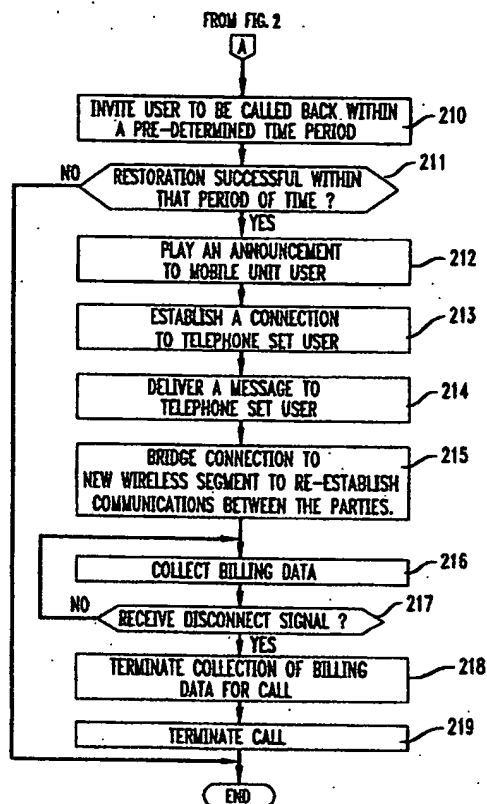 FROM FIG. 2
A
INVITE USER TO BE CALLED BACK WITHIN
A PRE-DETERMINED TIME PERIOD
210
211
NO
RESTORATION SUCCESSFUL WITHIN
THAT PERIOD OF TIME ?
YES
PLAY AN ANNOUNCEMENT
TO MOBILE UNIT USER
212
ESTABLISH A CONNECTION
TO TELEPHONE SET USER
213
DELIVER A MESSAGE TO
TELEPHONE SET USER
214
BRIDGE CONNECTION TO
NEW WIRELESS SEGMENT TO RE-ESTABLISH
COMMUNICATIONS BETWEEN THE PARTIES.
215
COLLECT BILLING DATA
216
NO
RECEIVE DISCONNECT SIGNAL ?
217
YES
TERMINATE COLLECTION OF BILLING
DATA FOR CALL
218
TERMINATE CALL
219
END